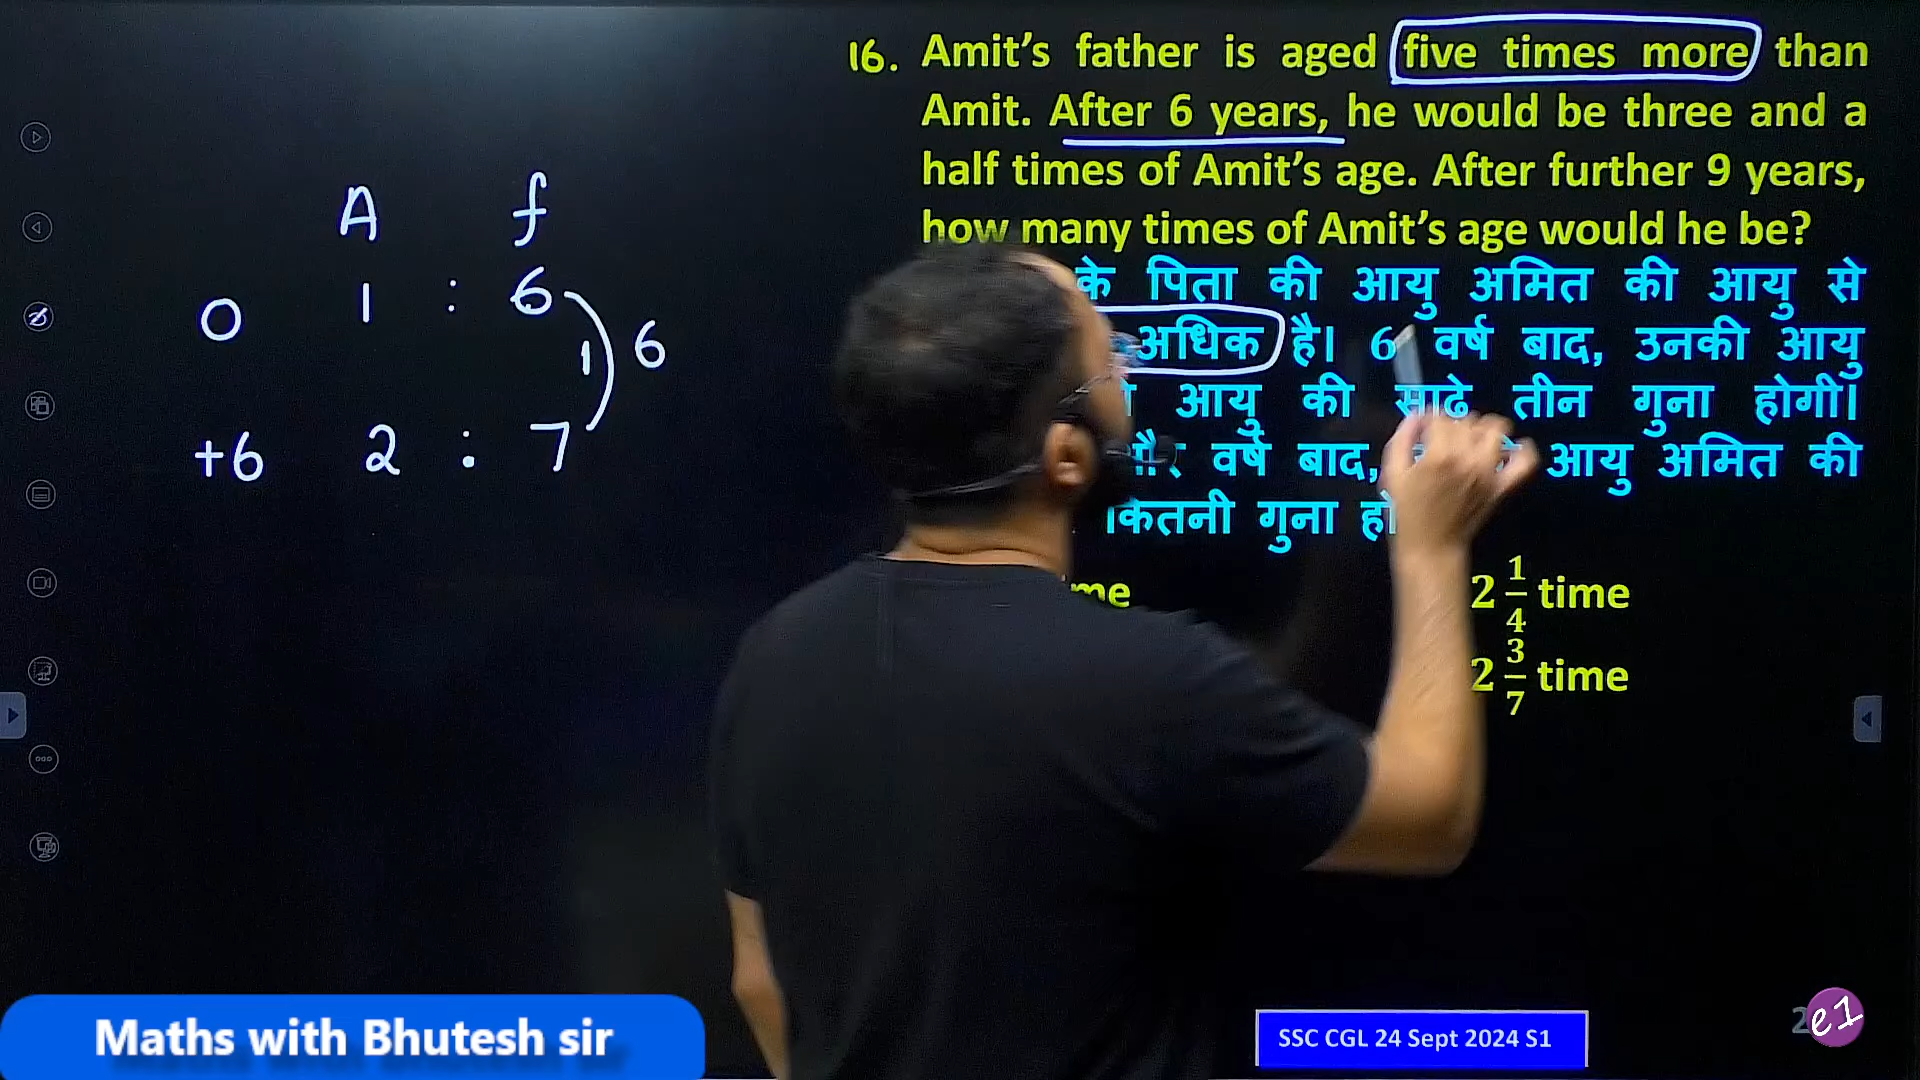 16. Amit’s father is aged five times more than
Amit. After 6 years, he would be three and a
half times of Amit’s age. After further 9 years,
how many times of Amit’s age would he be?
के पिता की आयु अमित की आयु से
अधिक है। 6 वर्ष बाद, उनकी आयु
आयु की साढ़े तीन गुना होगी।
वर्ष बाद, आयु अमित की
कितनी गुना
2 1/4 time
2 3/7 time
A f
0 1 : 6
1 6
+6 2 : 7
Maths with Bhutesh sir
SSC CGL 24 Sept 2024 S1
e1